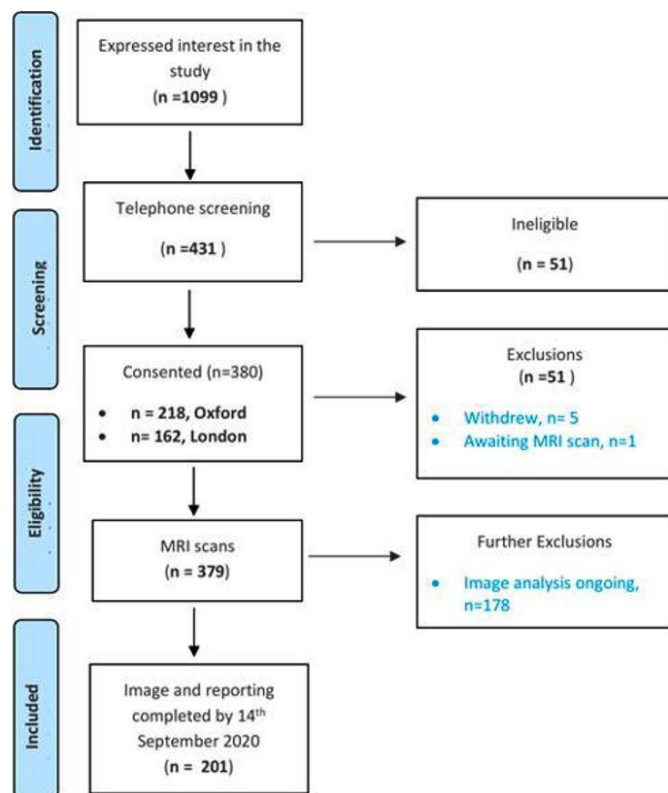 Identification
Expressed interest in the
study
(n =1099 )
Telephone screening
(n =431 )
Ineligible
(n = 51)
Screening
Consented (n=380)
• n = 218, Oxford
• n= 162, London
Exclusions
(n =51 )
• Withdrew, n= 5
• Awaiting MRI scan, n=1
Eligibility
MRI scans
(n = 379)
Further Exclusions
• Image analysis ongoing,
n=178
Included
Image and reporting
completed by 14th
September 2020
(n = 201)